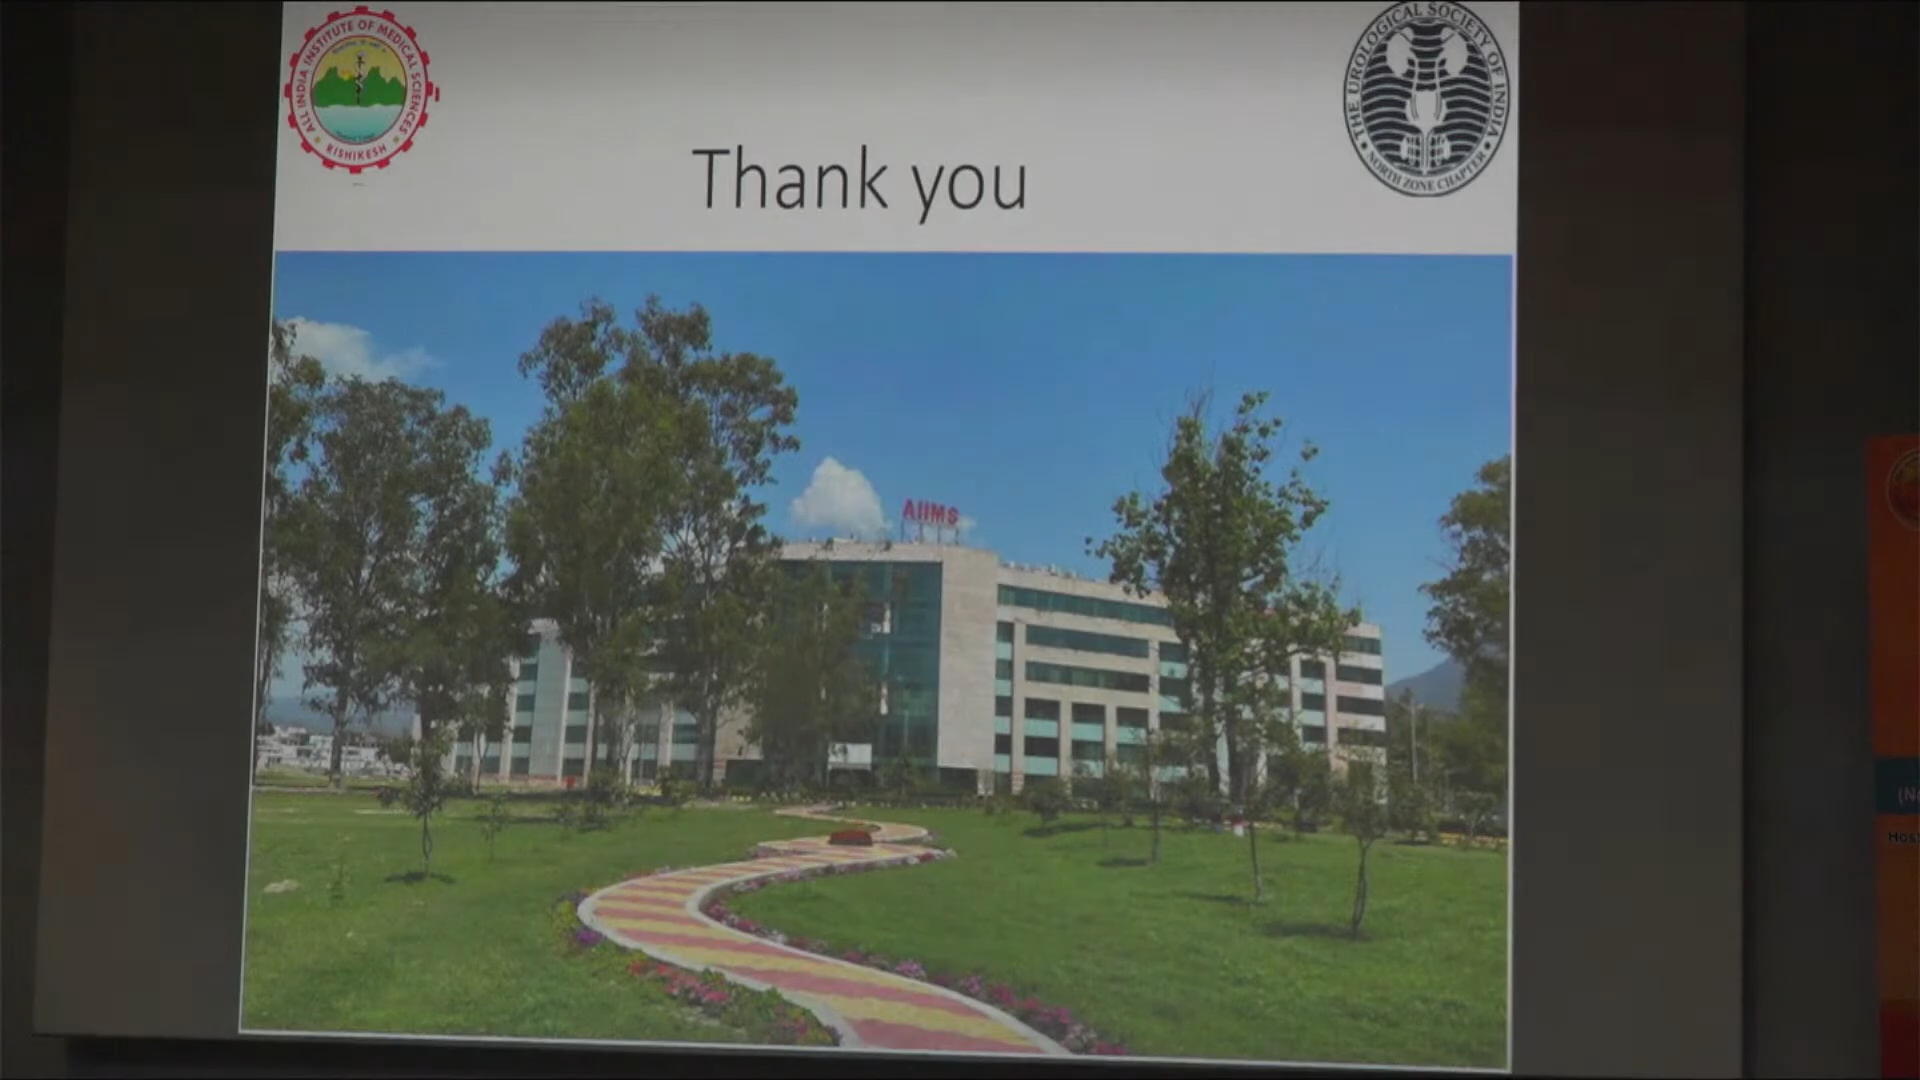 ALL INDIA INSTITUTE OF MEDICAL SCIENCES
RISHIKESH
THE UROLOGICAL SOCIETY OF INDIA
NORTH ZONE CHAPTER
Thank you
AIIMS